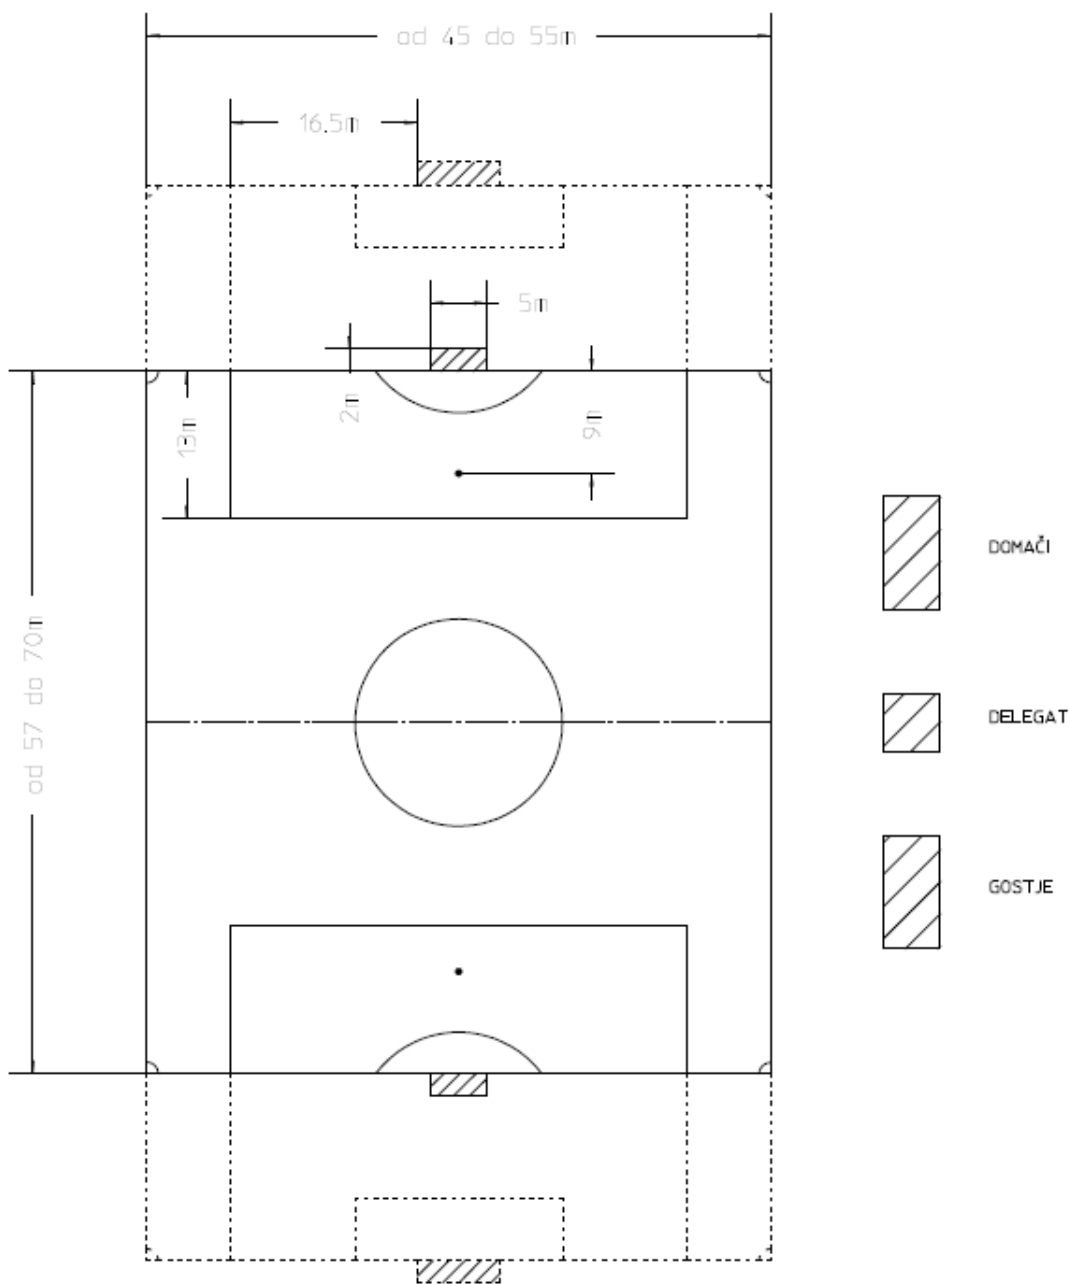 od 45 do 55m
16.5m
5m
2m
9m
13m
od 57 do 70m
DOMAČI
DELEGAT
GOSTJE